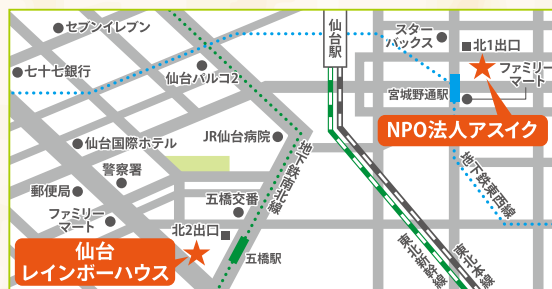 セブンイレブン
七十七銀行
仙台パルコ2
仙台駅
スター
バックス
北1出口
ファミリー
マート
宮城野通駅
NPO法人アスイク
地下鉄東西線
仙台国際ホテル
JR仙台病院
地下鉄南北線
警察署
郵便局
五橋交番
ファミリー
マート
北2出口
五橋駅
仙台
レインボーハウス
東北新幹線
東北本線